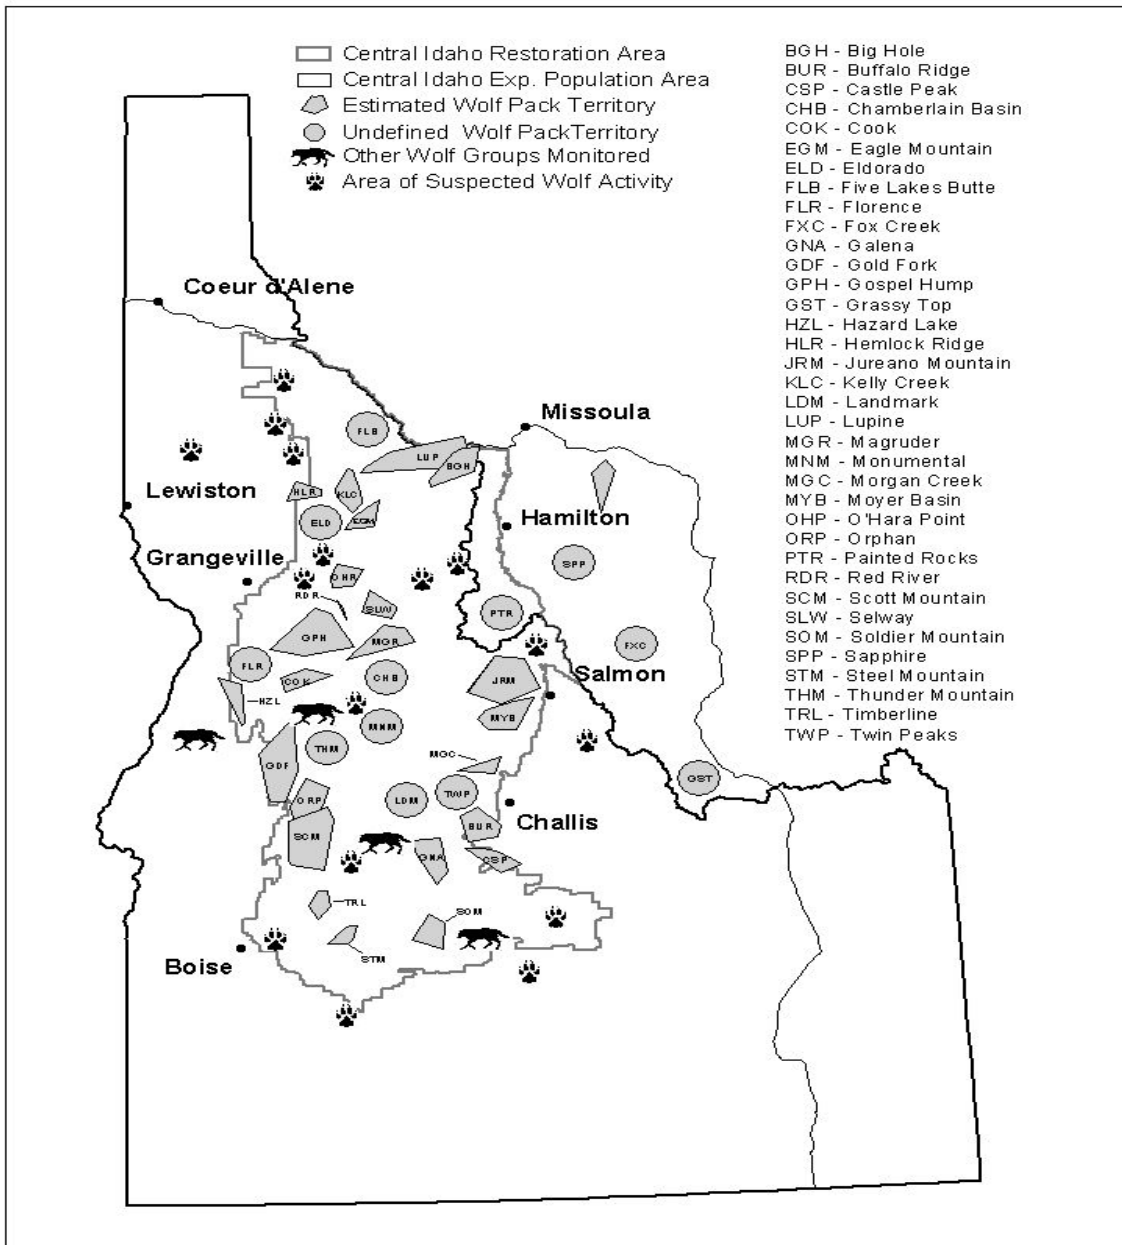 Central Idaho Restoration Area
Central Idaho Exp. Population Area
Estimated Wolf Pack Territory
Undefined Wolf PackTerritory
Other Wolf Groups Monitored
Area of Suspected Wolf Activity
BGH - Big Hole
BUR - Buffalo Ridge
CSP - Castle Peak
CHB - Chamberlain Basin
COK - Cook
EGM - Eagle Mountain
ELD - Eldorado
FLB - Five Lakes Butte
FLR - Florence
FXC - Fox Creek
GNA - Galena
GDF - Gold Fork
GPH - Gospel Hump
GST - Grassy Top
HZL - Hazard Lake
HLR - Hemlock Ridge
JRM - Jureano Mountain
KLC - Kelly Creek
LDM - Landmark
LUP - Lupine
MGR - Magruder
MNM - Monumental
MGC - Morgan Creek
MYB - Moyer Basin
OHP - O'Hara Point
ORP - Orphan
PTR - Painted Rocks
RDR - Red River
SCM - Scott Mountain
SLW - Selway
SOM - Soldier Mountain
SPP - Sapphire
STM - Steel Mountain
THM - Thunder Mountain
TRL - Timberline
TWP - Twin Peaks
Coeur d'Alene
Missoula
FLB
LUP
BGH
Lewiston
HLR
KLC
ELD
EGM
Hamilton
Grangeville
SPP
OHP
RDR
SLW
PTR
GPH
MGR
FXC
FLR
Salmon
COK
CHB
JRM
HZL
MYB
MNM
THM
MGC
GDF
GST
ORP
LDM
TWP
Challis
SCM
BUR
GNA
CSP
TRL
SOM
Boise
STM